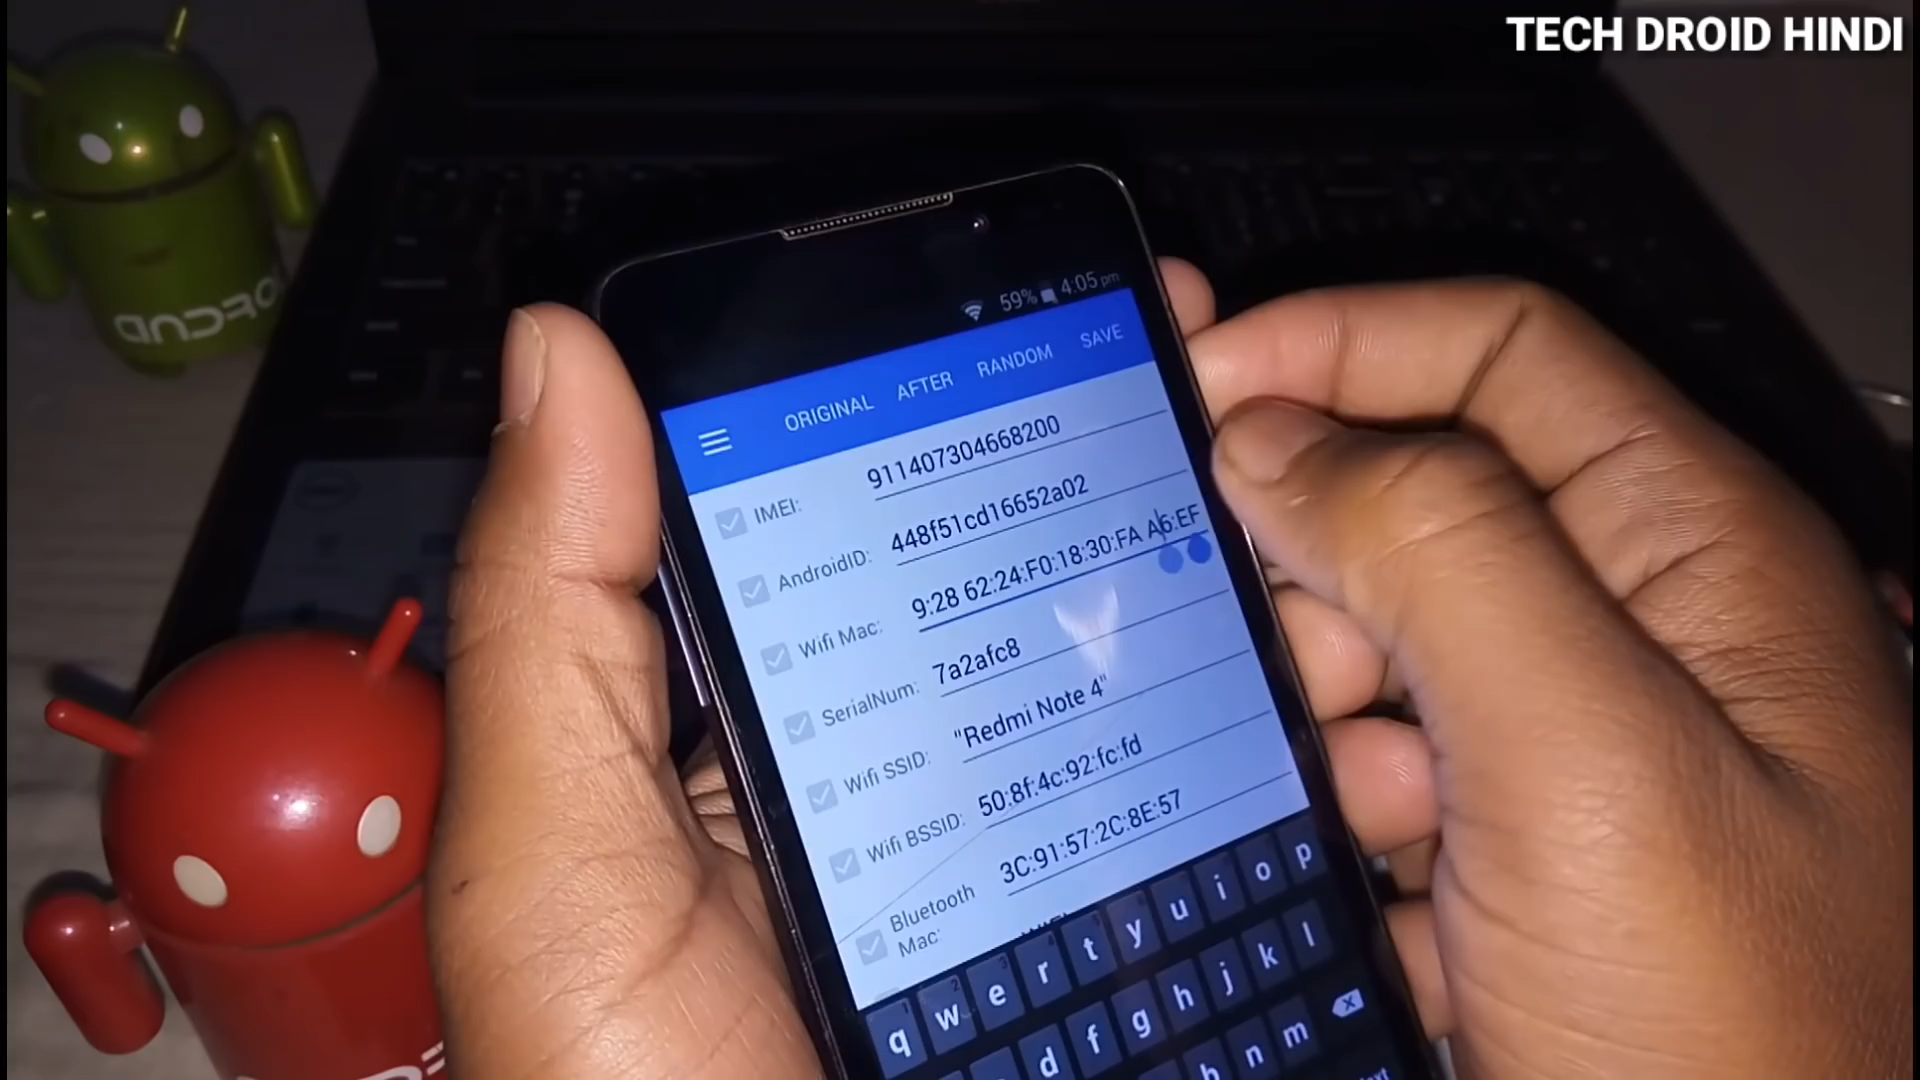 TECH DROID HINDI
59% 4:05 pm
ORIGINAL AFTER RANDOM SAVE
IMEI: 911407304668200
AndroidID: 448f51cd16652a02
Wifi Mac: 9:28 62:24:F0:18:30:FA A6:EF
SerialNum: 7a2afc8
Wifi SSID: "Redmi Note 4"
Wifi BSSID: 50:8f:4c:92:fc:fd
Bluetooth Mac: 3C:91:57:2C:8E:57
q w e r t y u i o p
d f g h j k l
n m